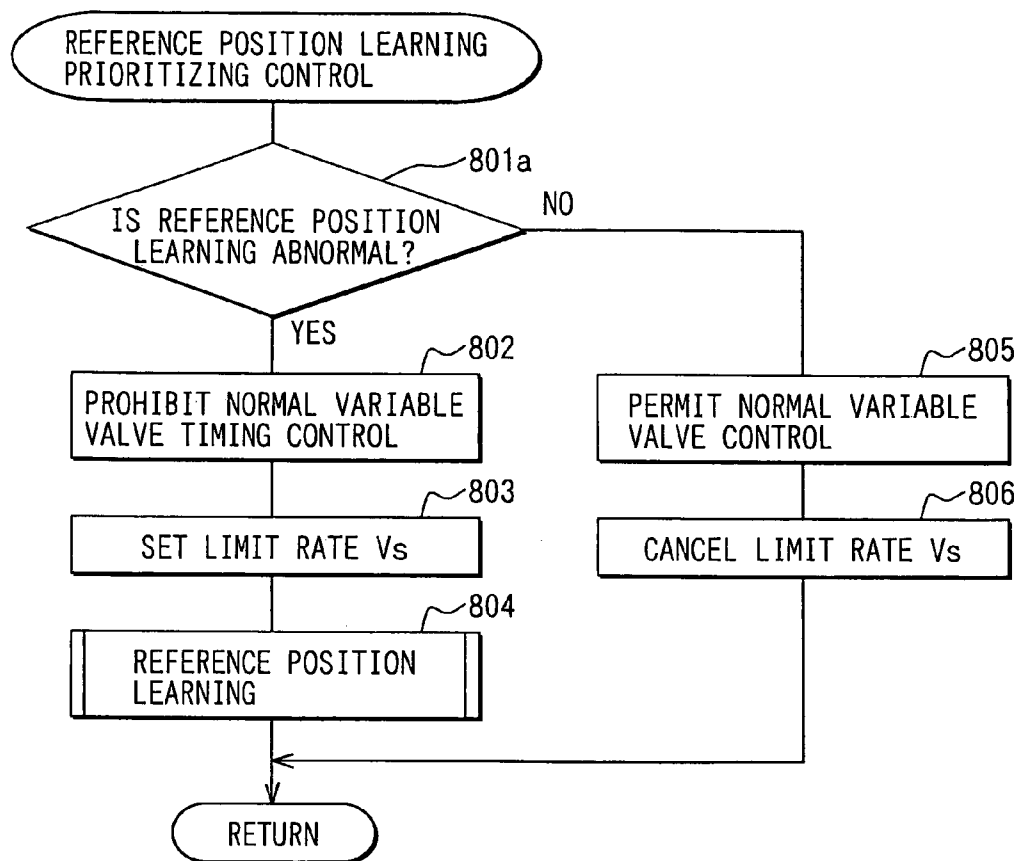 REFERENCE POSITION LEARNING
PRIORITIZING CONTROL
801a
IS REFERENCE POSITION
LEARNING ABNORMAL?
NO
YES
802
PROHIBIT NORMAL VARIABLE
VALVE TIMING CONTROL
805
PERMIT NORMAL VARIABLE
VALVE CONTROL
803
SET LIMIT RATE Vs
806
CANCEL LIMIT RATE Vs
804
REFERENCE POSITION
LEARNING
RETURN